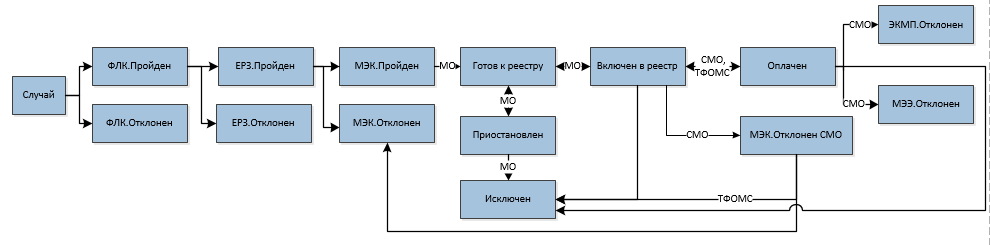 ЭКМП.Отклонен
СМО
ФЛК.Пройден
ЕРЗ.Пройден
МЭК.Пройден
МО
Готов к реестру
МО
Включен в реестр
СМО,
ТФОМС
Оплачен
Случай
МО
СМО
МЭЭ.Отклонен
ФЛК.Отклонен
ЕРЗ.Отклонен
МЭК.Отклонен
Приостановлен
СМО
МЭК.Отклонен СМО
МО
Исключен
ТФОМС